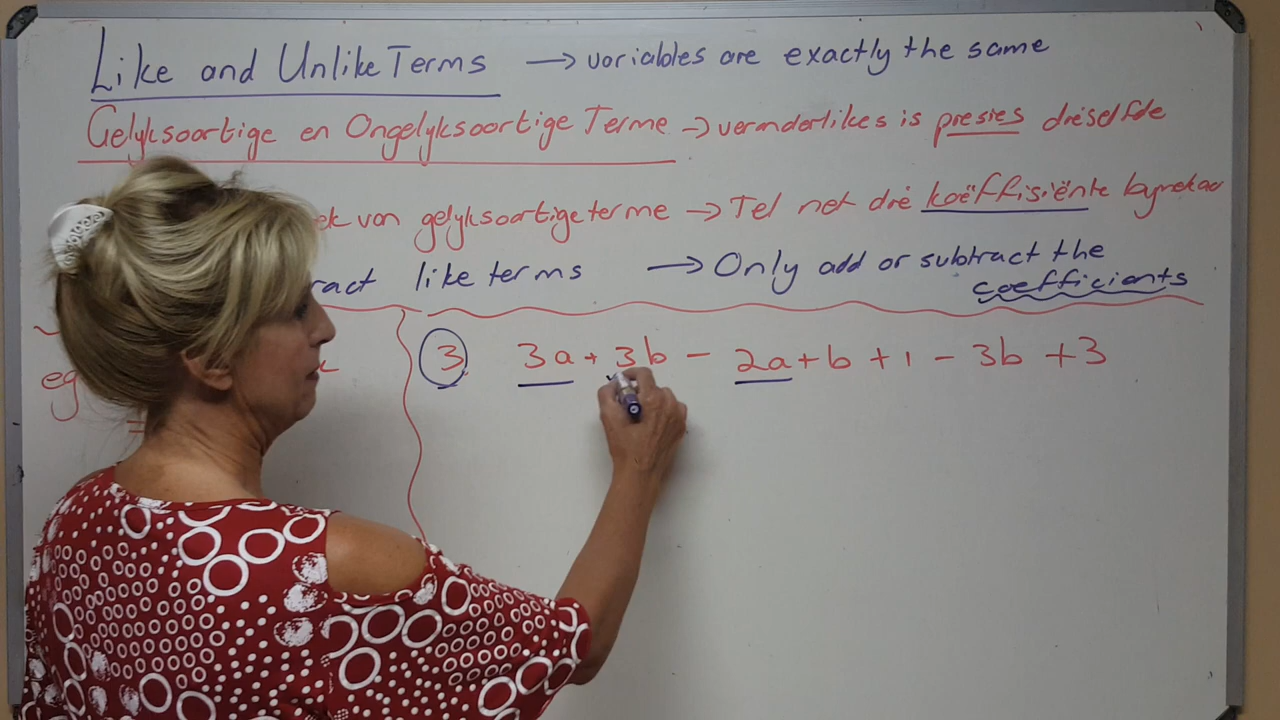 Like and Unlike Terms → variables are exactly the same
Gelyksoortige en Ongelyksoortige Terme → veranderlikes is presies dieselfde
van gelyksoortige terme → Tel net die koëffisiënte bymekaar
ract like terms → Only add or subtract the
coefficients
eg
3 3a + 3b - 2a + b + 1 - 3b + 3